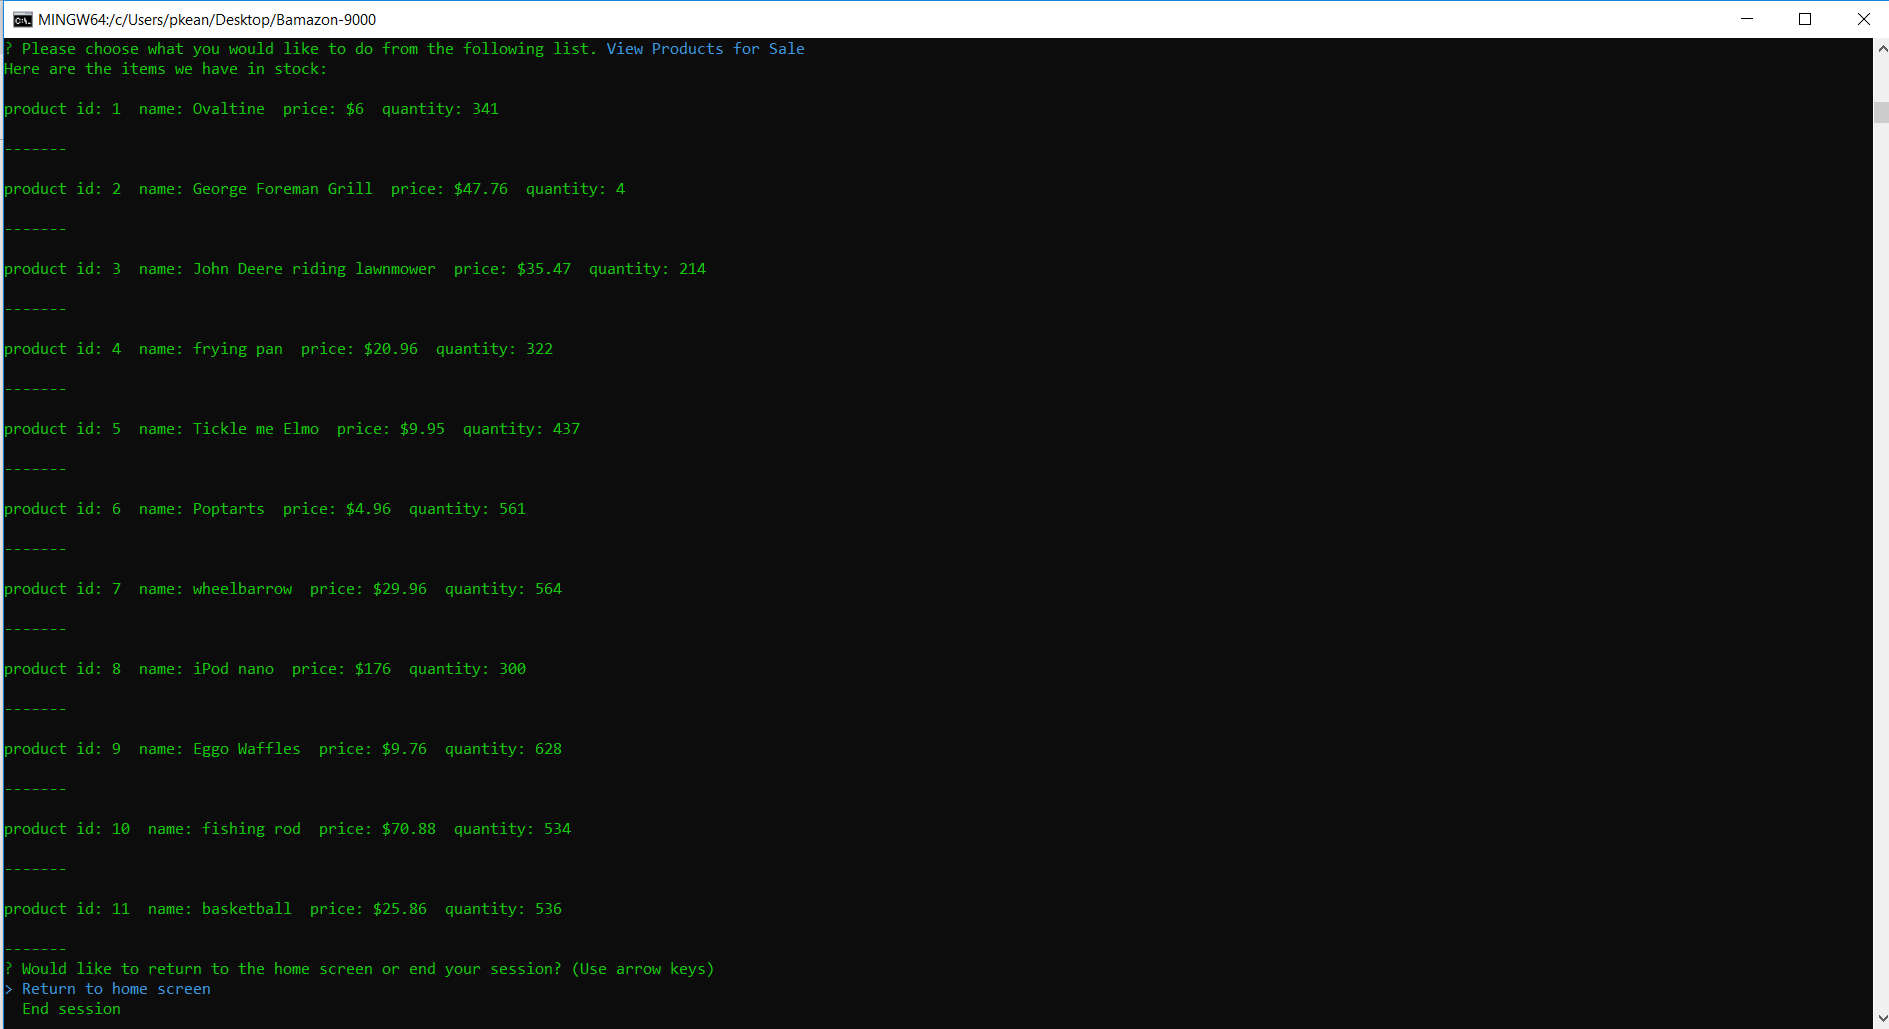 MINGW64:/c/Users/pkean/Desktop/Bamazon-9000
? Please choose what you would like to do from the following list. View Products for Sale
Here are the items we have in stock:
product id: 1  name: Ovaltine  price: $6  quantity: 341
-------
product id: 2  name: George Foreman Grill  price: $47.76  quantity: 4
-------
product id: 3  name: John Deere riding lawnmower  price: $35.47  quantity: 214
-------
product id: 4  name: frying pan  price: $20.96  quantity: 322
-------
product id: 5  name: Tickle me Elmo  price: $9.95  quantity: 437
-------
product id: 6  name: Poptarts  price: $4.96  quantity: 561
-------
product id: 7  name: wheelbarrow  price: $29.96  quantity: 564
-------
product id: 8  name: iPod nano  price: $176  quantity: 300
-------
product id: 9  name: Eggo Waffles  price: $9.76  quantity: 628
-------
product id: 10  name: fishing rod  price: $70.88  quantity: 534
-------
product id: 11  name: basketball  price: $25.86  quantity: 536
-------
? Would like to return to the home screen or end your session? (Use arrow keys)
> Return to home screen
  End session